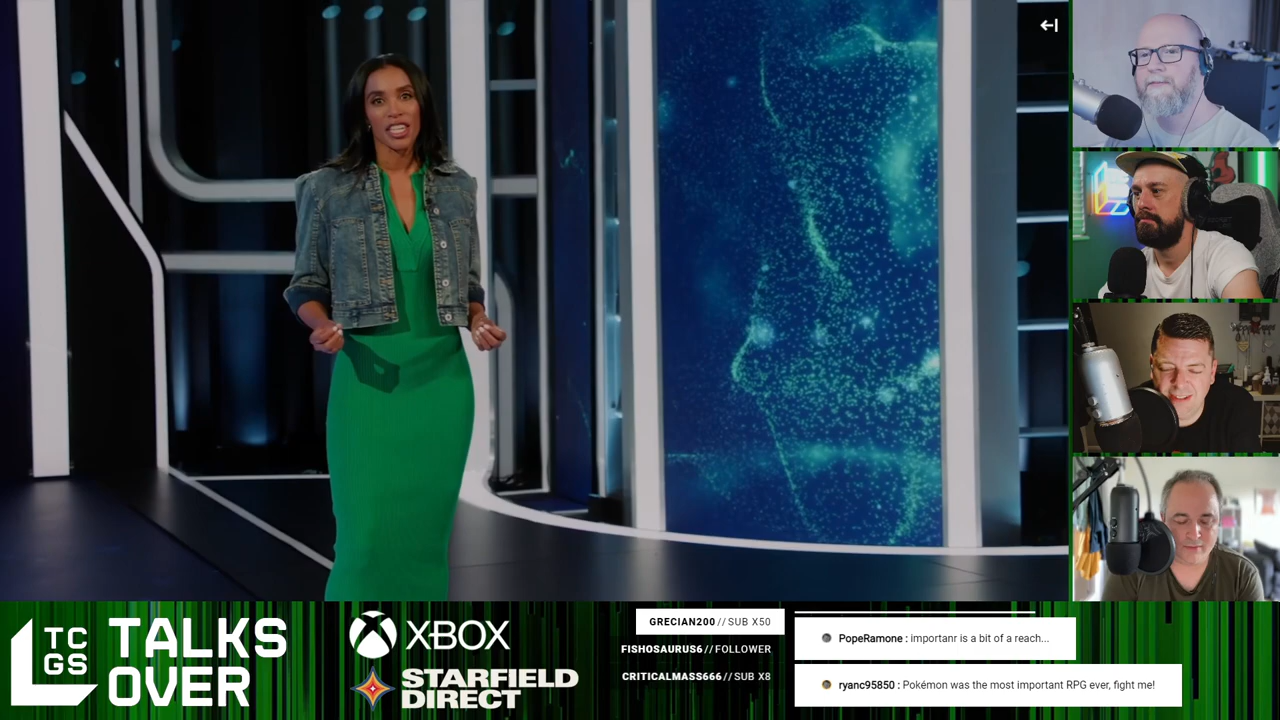 TC
GS
TALKS
OVER
XBOX
STARFIELD
DIRECT
GRECIAN200 // SUB X50
FISHOSAURUS6 // FOLLOWER
CRITICALMASS666 // SUB X8
PopeRamone : importanr is a bit of a reach...
ryanc95850 : Pokémon was the most important RPG ever, fight me!